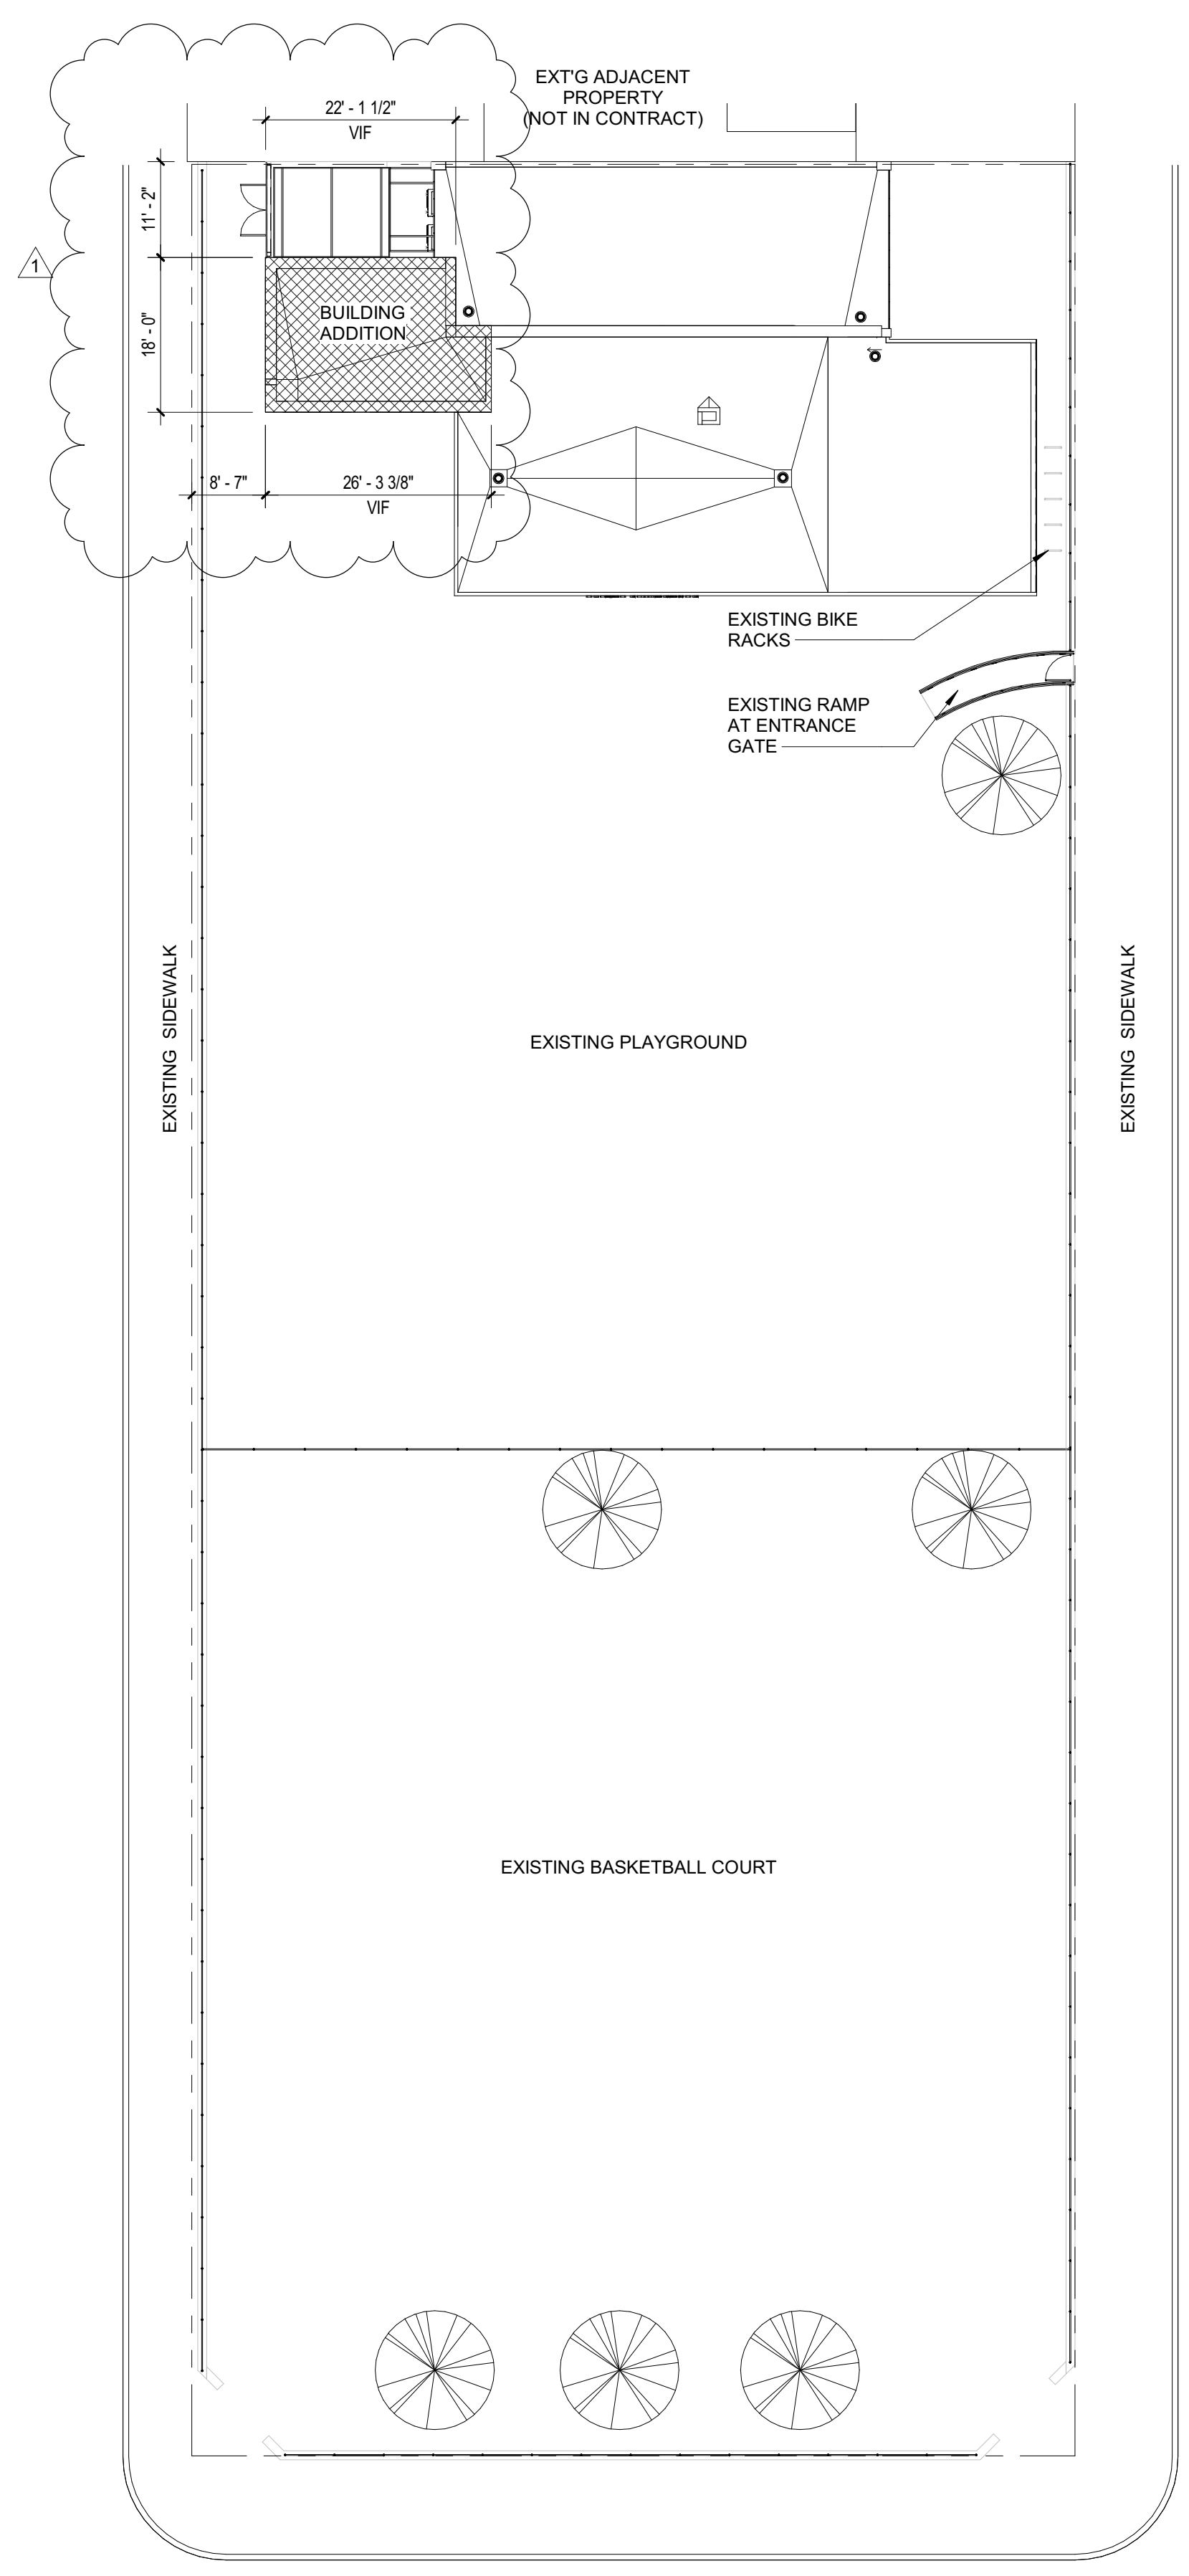 EXT'G ADJACENT
PROPERTY
(NOT IN CONTRACT)
22' - 1 1/2"
VIF
11' - 2"
1
18' - 0"
BUILDING
ADDITION
8' - 7"
26' - 3 3/8"
VIF
EXISTING BIKE
RACKS
EXISTING RAMP
AT ENTRANCE
GATE
EXISTING SIDEWALK
EXISTING PLAYGROUND
EXISTING SIDEWALK
EXISTING BASKETBALL COURT